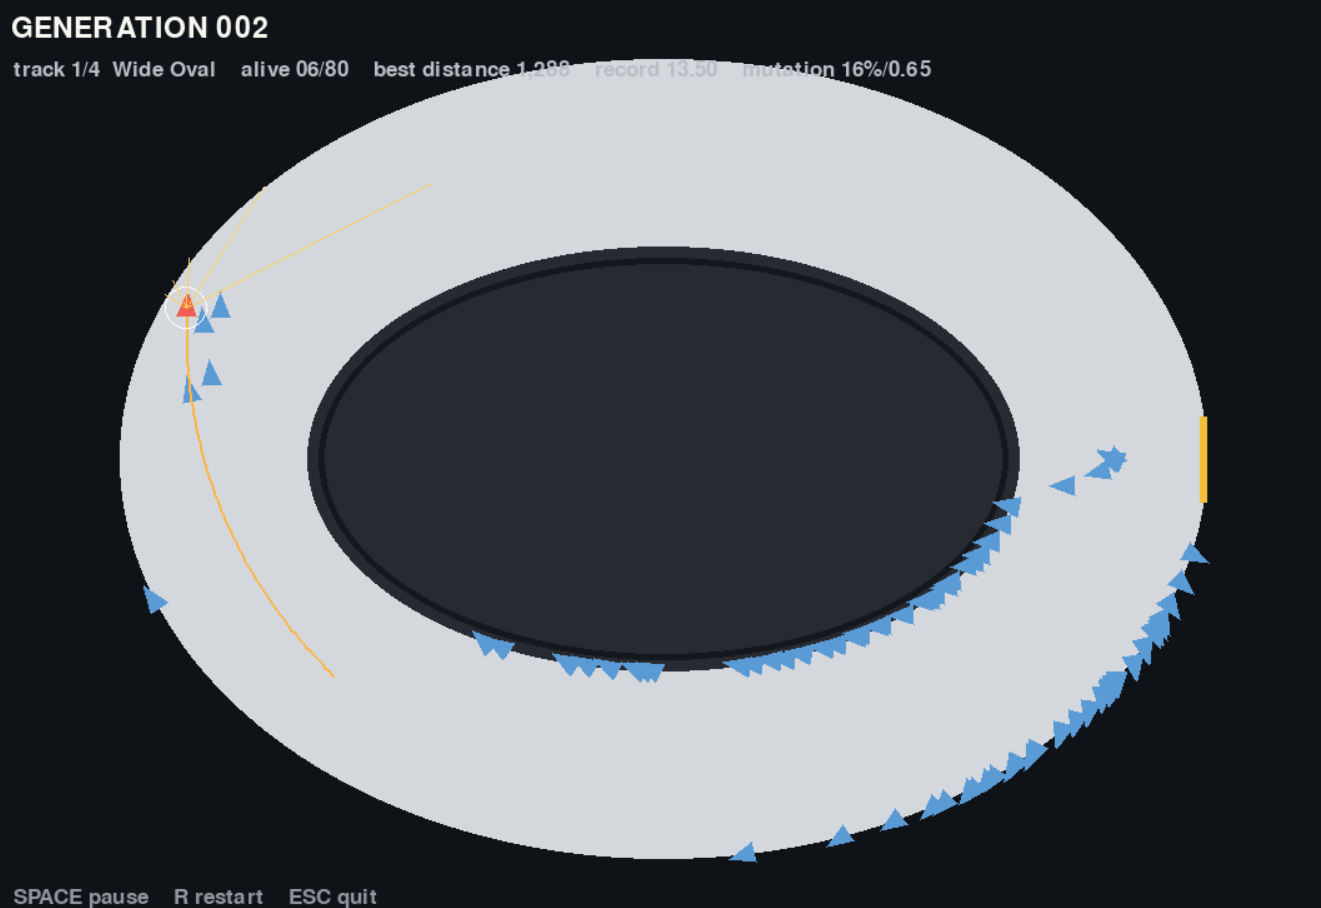 GENERATION 002
track 1/4 Wide Oval alive 06/80 best distance 1,288 record 13.50 mutation 16%/0.65
SPACE pause R restart ESC quit